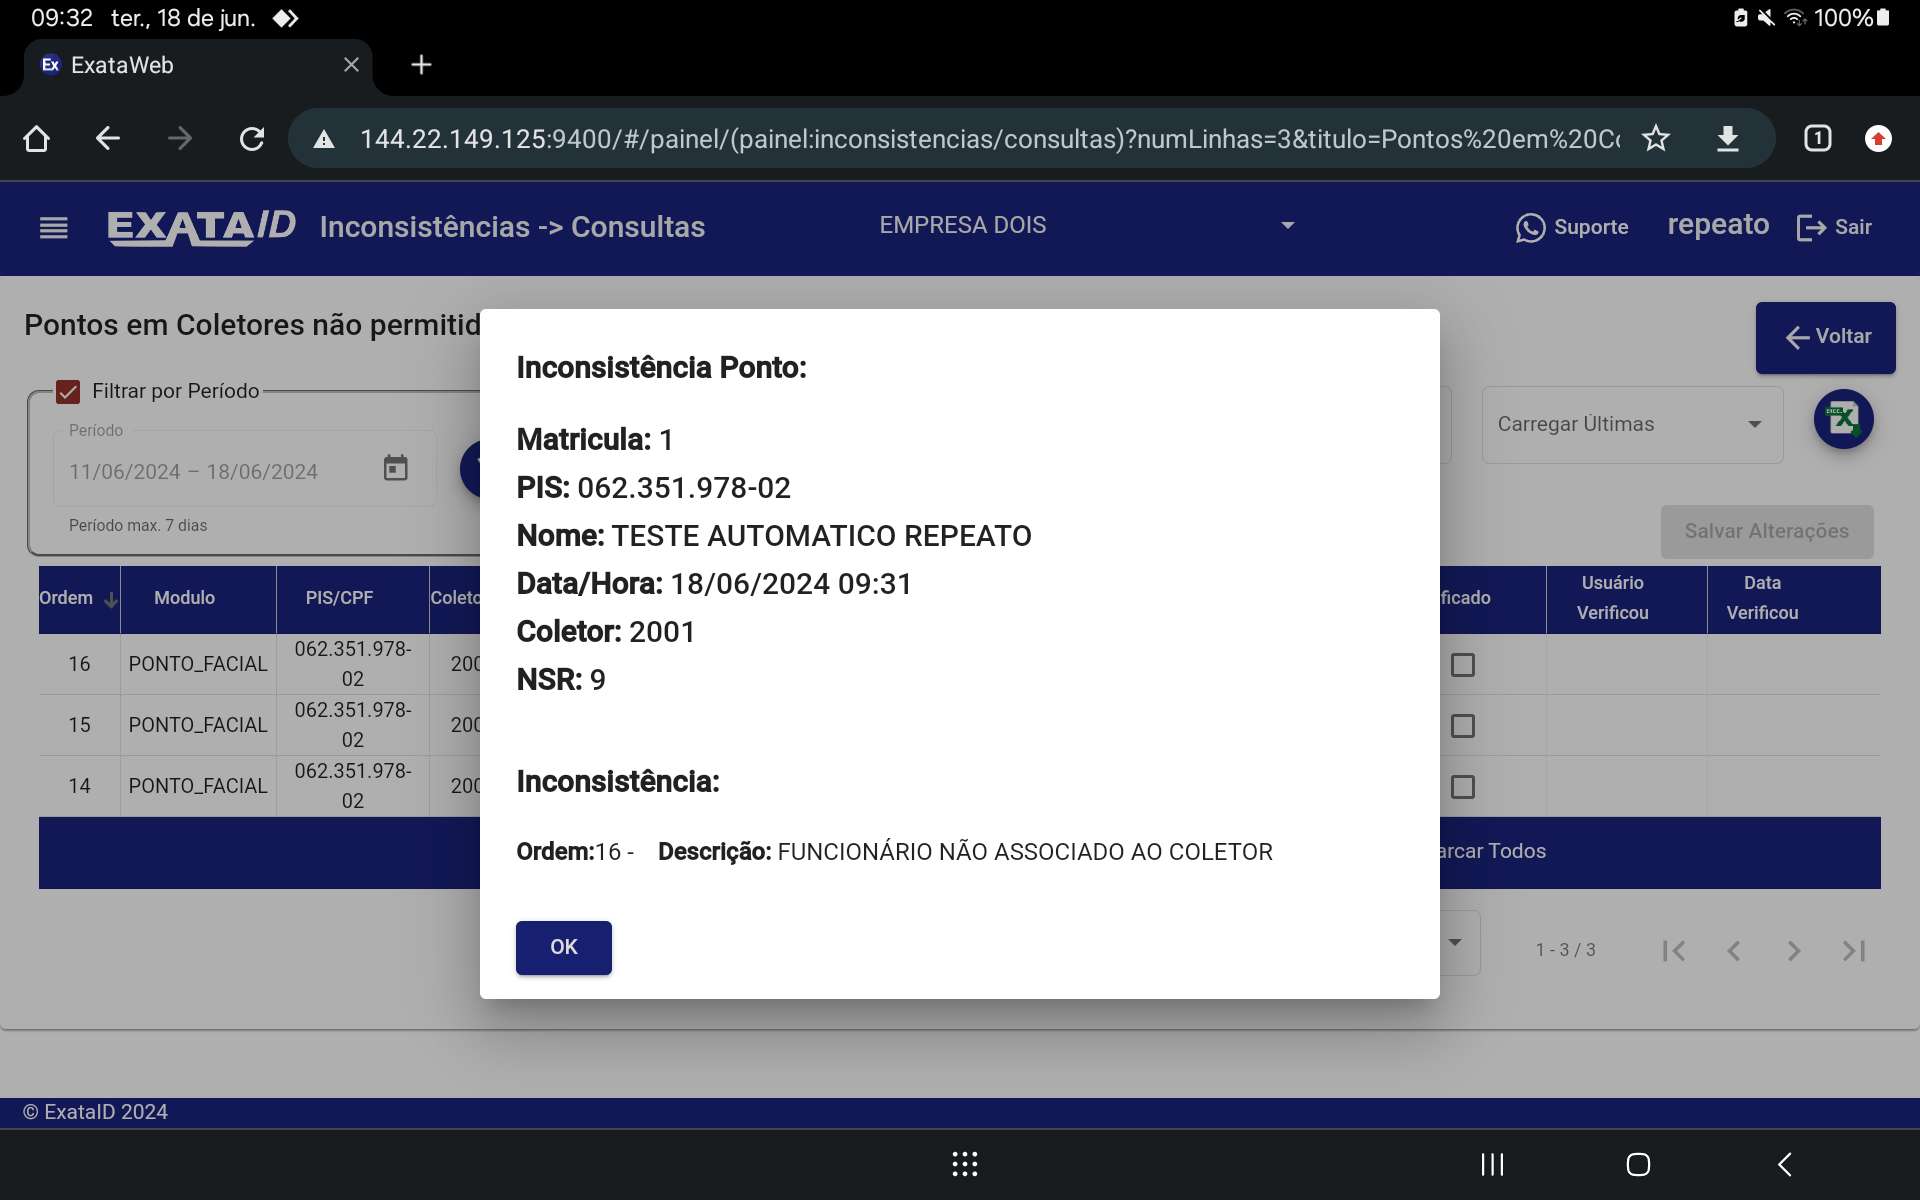 09:32 ter., 18 de jun.
100%
Ex ExataWeb
144.22.149.125:9400/#/painel/(painel:inconsistencias/consultas)?numLinhas=3&titulo=Pontos%20em%20C
1
EXATAID Inconsistências -> Consultas
EMPRESA DOIS
Suporte
repeato
Sair
Pontos em Coletores não permitid
Voltar
Filtrar por Período
Período
11/06/2024 – 18/06/2024
Período max. 7 dias
Carregar Últimas
Salvar Alterações
Ordem Modulo PIS/CPF Coleto ficado Usuário Verificou Data Verificou
16 PONTO_FACIAL 062.351.978-02 200
15 PONTO_FACIAL 062.351.978-02 200
14 PONTO_FACIAL 062.351.978-02 200
arcar Todos
1 - 3 / 3
Inconsistência Ponto:
Matricula: 1
PIS: 062.351.978-02
Nome: TESTE AUTOMATICO REPEATO
Data/Hora: 18/06/2024 09:31
Coletor: 2001
NSR: 9
Inconsistência:
Ordem:16 - Descrição: FUNCIONÁRIO NÃO ASSOCIADO AO COLETOR
OK
© ExataID 2024